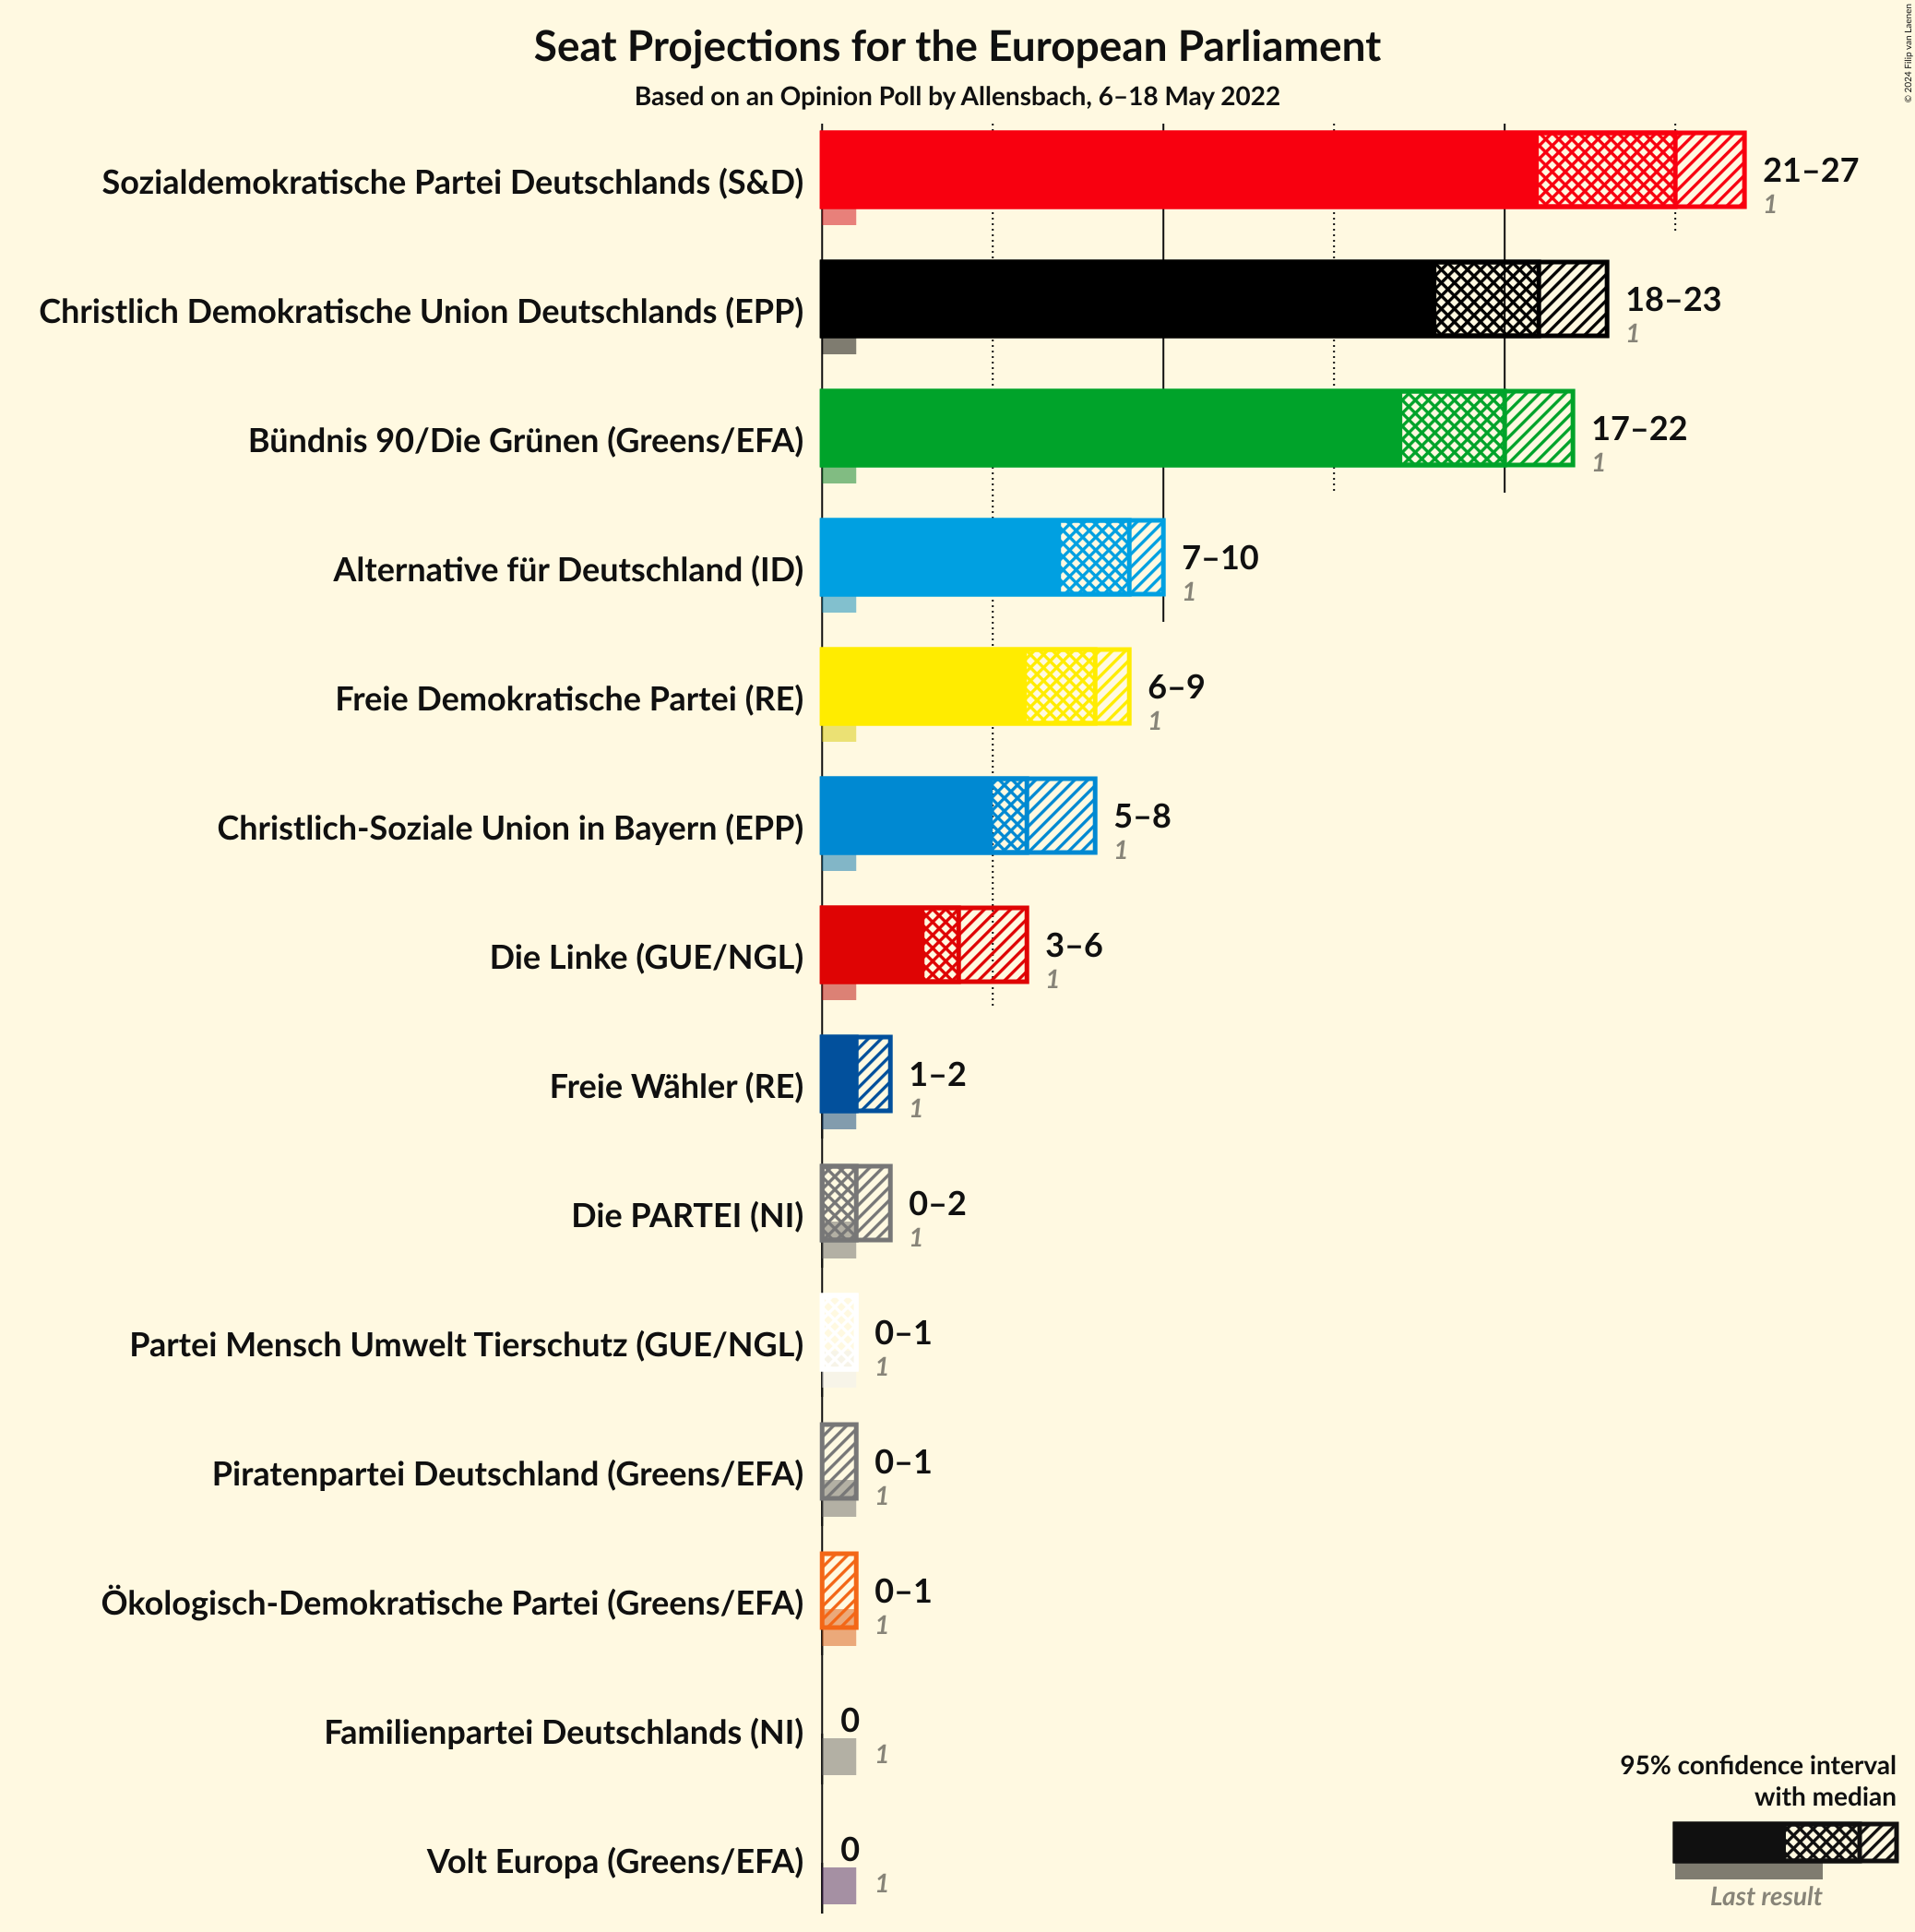 Seat Projections for the European Parliament
Based on an Opinion Poll by Allensbach, 6–18 May 2022
© 2024 Filip van Laenen
Sozialdemokratische Partei Deutschlands (S&D)
21–27
1
Christlich Demokratische Union Deutschlands (EPP)
18–23
1
Bündnis 90/Die Grünen (Greens/EFA)
17–22
1
Alternative für Deutschland (ID)
7–10
1
Freie Demokratische Partei (RE)
6–9
1
Christlich-Soziale Union in Bayern (EPP)
5–8
1
Die Linke (GUE/NGL)
3–6
1
Freie Wähler (RE)
1–2
1
Die PARTEI (NI)
0–2
1
Partei Mensch Umwelt Tierschutz (GUE/NGL)
0–1
1
Piratenpartei Deutschland (Greens/EFA)
0–1
1
Ökologisch-Demokratische Partei (Greens/EFA)
0–1
1
Familienpartei Deutschlands (NI)
0
1
Volt Europa (Greens/EFA)
0
1
95% confidence interval
with median
Last result